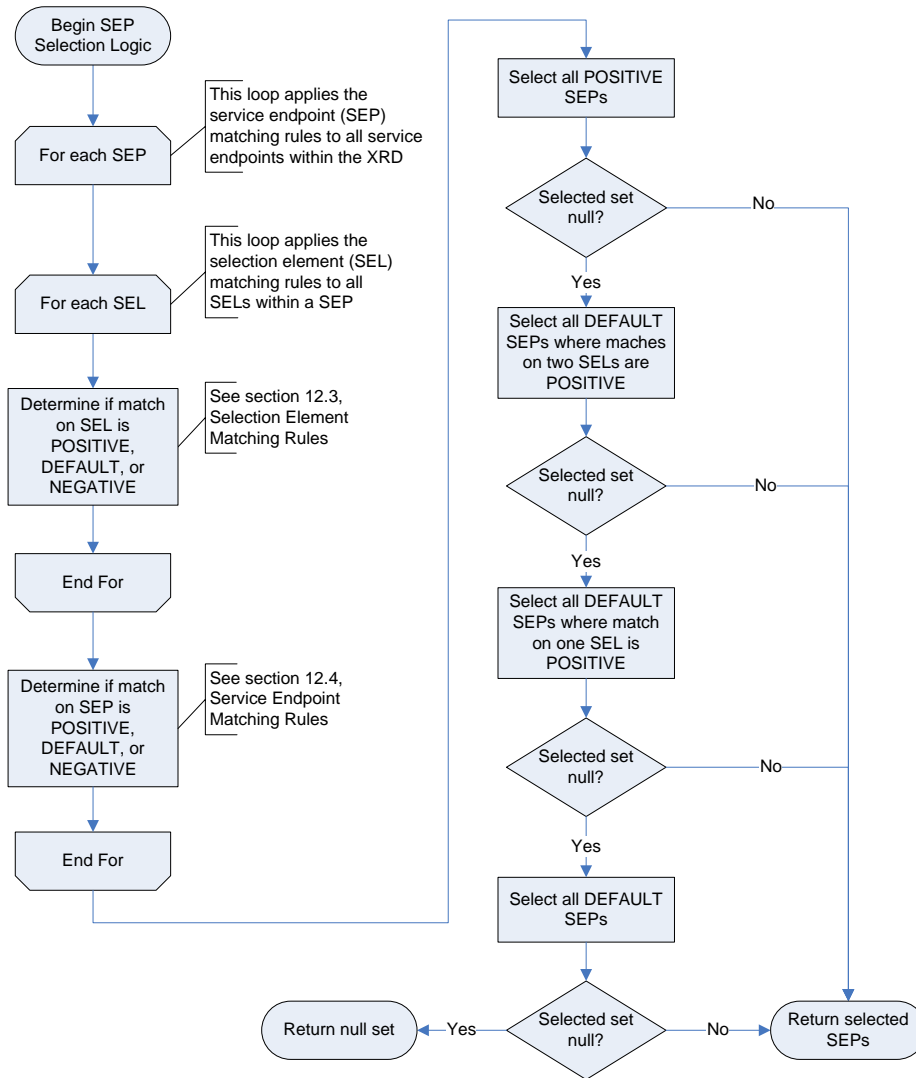 Begin SEP
Selection Logic
This loop applies the
service endpoint (SEP)
matching rules to all service
endpoints within the XRD
For each SEP
This loop applies the
selection element (SEL)
matching rules to all
SELs within a SEP
For each SEL
Determine if match
on SEL is
POSITIVE,
DEFAULT, or
NEGATIVE
See section 12.3,
Selection Element
Matching Rules
End For
Determine if match
on SEP is
POSITIVE,
DEFAULT, or
NEGATIVE
See section 12.4,
Service Endpoint
Matching Rules
End For
Select all POSITIVE
SEPs
Selected set
null?
No
Yes
Select all DEFAULT
SEPs where maches
on two SELs are
POSITIVE
Selected set
null?
No
Yes
Select all DEFAULT
SEPs where match
on one SEL is
POSITIVE
Selected set
null?
No
Yes
Select all DEFAULT
SEPs
Selected set
null?
Yes
Return null set
No
Return selected
SEPs